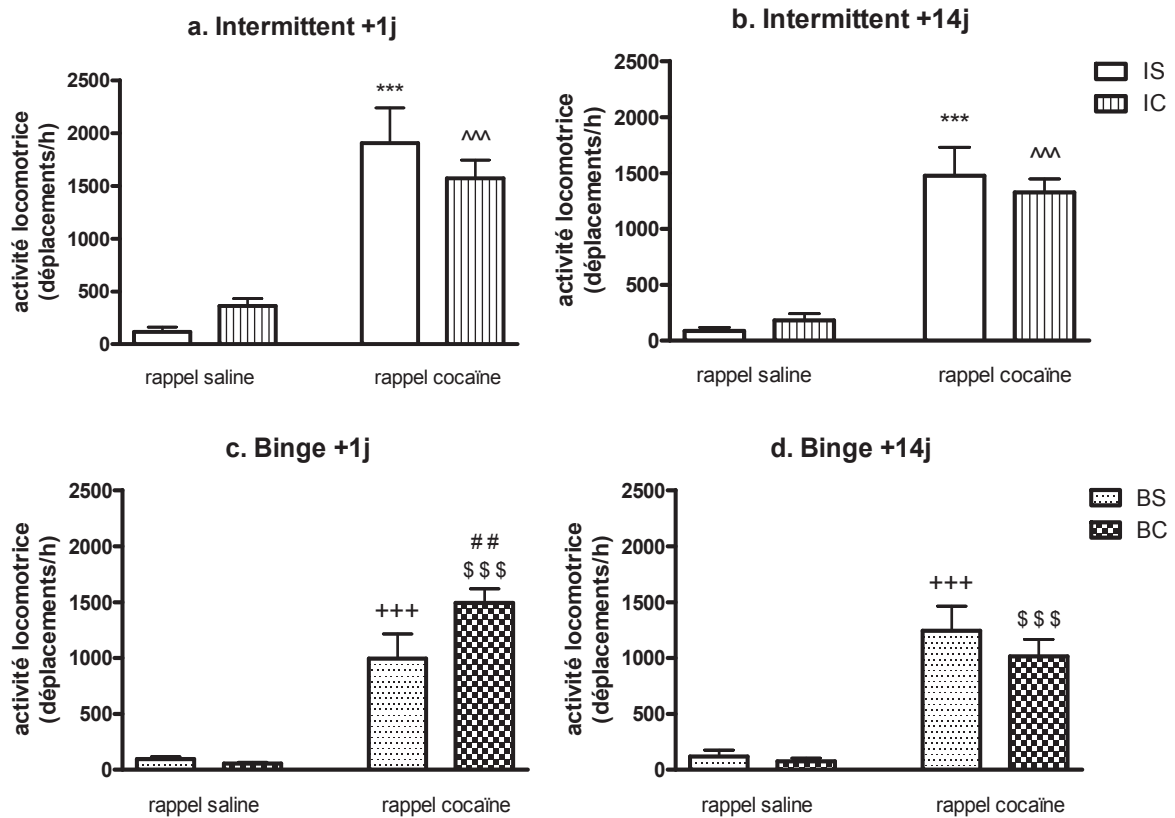 a. Intermittent +1j
activité locomotrice
(déplacements/h)
2500
2000
1500
1000
500
0
***
^^^
rappel saline
rappel cocaïne
b. Intermittent +14j
activité locomotrice
(déplacements/h)
2500
2000
1500
1000
500
0
***
^^^
rappel saline
rappel cocaïne
IS
IC
c. Binge +1j
activité locomotrice
(déplacements/h)
2500
2000
1500
1000
500
0
+++
##
$$$
rappel saline
rappel cocaïne
d. Binge +14j
activité locomotrice
(déplacements/h)
2500
2000
1500
1000
500
0
+++
$$$
rappel saline
rappel cocaïne
BS
BC